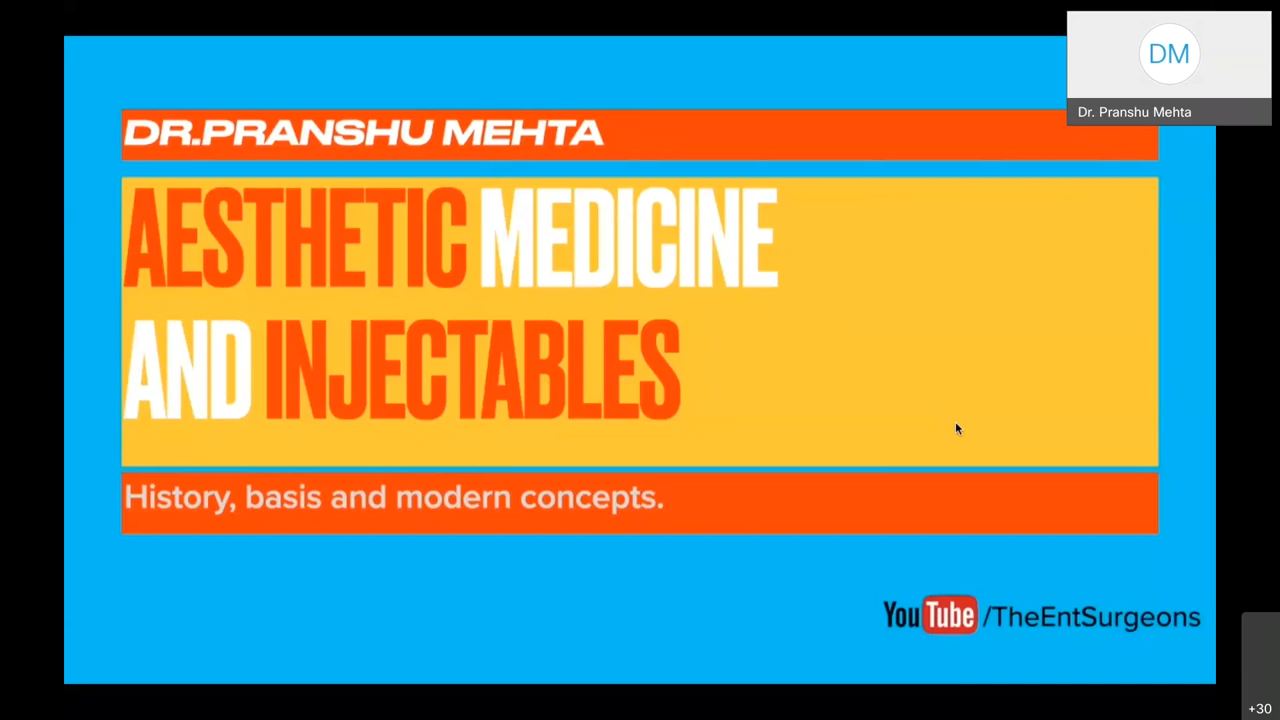 DM
Dr. Pranshu Mehta
DR.PRANSHU MEHTA
AESTHETIC MEDICINE
AND INJECTABLES
History, basis and modern concepts.
YouTube /TheEntSurgeons
+30